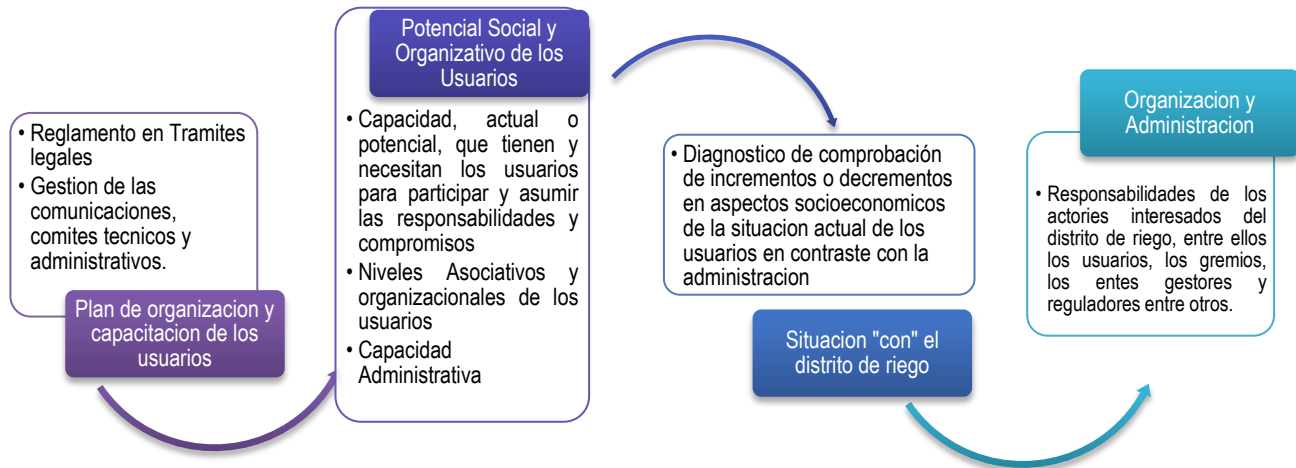 • Reglamento en Tramites
legales
• Gestion de las
comunicaciones,
comites tecnicos y
administrativos.
Plan de organizacion y
capacitacion de los
usuarios
Potencial Social y
Organizativo de los
Usuarios
• Capacidad, actual o
potencial, que tienen y
necesitan los usuarios
para participar y asumir
las responsabilidades y
compromisos
• Niveles Asociativos y
organizacionales de los
usuarios
• Capacidad
Administrativa
• Diagnostico de comprobación
de incrementos o decrementos
en aspectos socioeconomicos
de la situacion actual de los
usuarios en contraste con la
administracion
Situacion "con" el
distrito de riego
Organizacion y
Administracion
• Responsabilidades de los
actories interesados del
distrito de riego, entre ellos
los usuarios, los gremios,
los entes gestores y
reguladores entre otros.